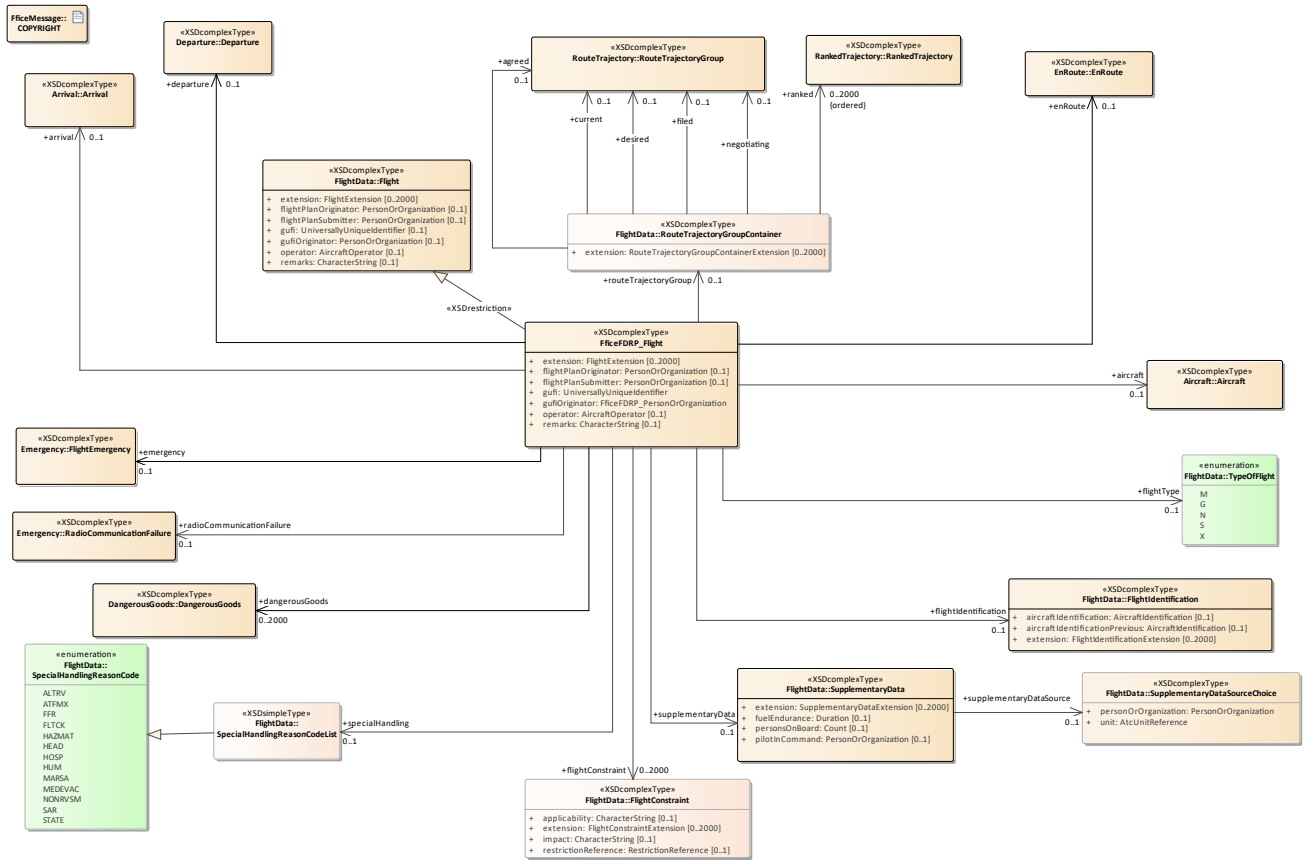 FficeMessage::
COPYRIGHT
«XSDcomplexType»
Departure::Departure
+departure
0..1
«XSDcomplexType»
Arrival::Arrival
+arrival
0..1
«XSDcomplexType»
RouteTrajectory::RouteTrajectoryGroup
+agreed
0..1
0..1
0..1
0..1
0..1
+current
+desired
+filed
+negotiating
«XSDcomplexType»
RankedTrajectory::RankedTrajectory
+ranked
0..2000
{ordered}
«XSDcomplexType»
EnRoute::EnRoute
+enRoute
0..1
«XSDcomplexType»
FlightData::Flight
+ extension: FlightExtension [0..2000]
+ flightPlanOriginator: PersonOrOrganization [0..1]
+ flightPlanSubmitter: PersonOrOrganization [0..1]
+ gufi: UniversallyUniqueIdentifier [0..1]
+ gufiOriginator: PersonOrOrganization [0..1]
+ operator: AircraftOperator [0..1]
+ remarks: CharacterString [0..1]
«XSDcomplexType»
FlightData::RouteTrajectoryGroupContainer
+ extension: RouteTrajectoryGroupContainerExtension [0..2000]
+routeTrajectoryGroup
0..1
«XSDrestriction»
«XSDcomplexType»
FficeFDRP_Flight
+ extension: FlightExtension [0..2000]
+ flightPlanOriginator: PersonOrOrganization [0..1]
+ flightPlanSubmitter: PersonOrOrganization [0..1]
+ gufi: UniversallyUniqueIdentifier
+ gufiOriginator: FficeFDRP_PersonOrOrganization
+ operator: AircraftOperator [0..1]
+ remarks: CharacterString [0..1]
+aircraft
0..1
«XSDcomplexType»
Aircraft::Aircraft
«XSDcomplexType»
Emergency::FlightEmergency
+emergency
0..1
+flightType
0..1
«enumeration»
FlightData::TypeOfFlight
M
G
N
S
X
«XSDcomplexType»
Emergency::RadioCommunicationFailure
+radioCommunicationFailure
0..1
«XSDcomplexType»
DangerousGoods::DangerousGoods
+dangerousGoods
0..2000
+flightIdentification
0..1
«XSDcomplexType»
FlightData::FlightIdentification
+ aircraftIdentification: AircraftIdentification [0..1]
+ aircraftIdentificationPrevious: AircraftIdentification [0..1]
+ extension: FlightIdentificationExtension [0..2000]
«enumeration»
FlightData::
SpecialHandlingReasonCode
ALTRV
ATFMX
FFR
FLTCK
HAZMAT
HEAD
HOSP
HUM
MARSA
MEDEVAC
NONRVSM
SAR
STATE
«XSDsimpleType»
FlightData::
SpecialHandlingReasonCodeList
+specialHandling
0..1
+supplementaryData
0..1
«XSDcomplexType»
FlightData::SupplementaryData
+ extension: SupplementaryDataExtension [0..2000]
+ fuelEndurance: Duration [0..1]
+ personsOnBoard: Count [0..1]
+ pilotInCommand: PersonOrOrganization [0..1]
+supplementaryDataSource
0..1
«XSDcomplexType»
FlightData::SupplementaryDataSourceChoice
+ personOrOrganization: PersonOrOrganization
+ unit: AtcUnitReference
+flightConstraint
0..2000
«XSDcomplexType»
FlightData::FlightConstraint
+ applicability: CharacterString [0..1]
+ extension: FlightConstraintExtension [0..2000]
+ impact: CharacterString [0..1]
+ restrictionReference: RestrictionReference [0..1]